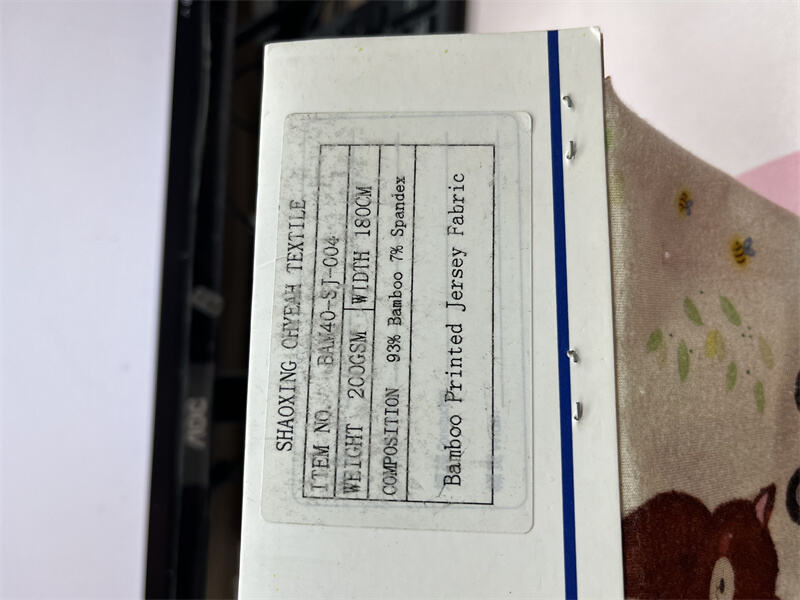 SHAOXING CHYEAH TEXTILE
ITEM NO. BAM40-SJ-004
WEIGHT 200GSM WIDTH 180CM
COMPOSITION 93% Bamboo 7% Spandex
Bamboo Printed Jersey Fabric
AOC